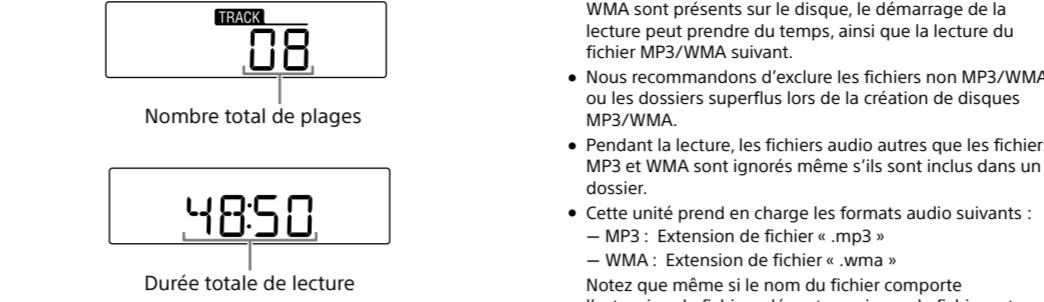 TRACK
08
Nombre total de plages
48:50
Durée totale de lecture
WMA sont présents sur le disque, le démarrage de la
lecture peut prendre du temps, ainsi que la lecture du
fichier MP3/WMA suivant.
• Nous recommandons d'exclure les fichiers non MP3/WMA
ou les dossiers superflus lors de la création de disques
MP3/WMA.
• Pendant la lecture, les fichiers audio autres que les fichiers
MP3 et WMA sont ignorés même s'ils sont inclus dans un
dossier.
• Cette unité prend en charge les formats audio suivants :
— MP3 : Extension de fichier « .mp3 »
— WMA : Extension de fichier « .wma »
Notez que même si le nom du fichier comporte